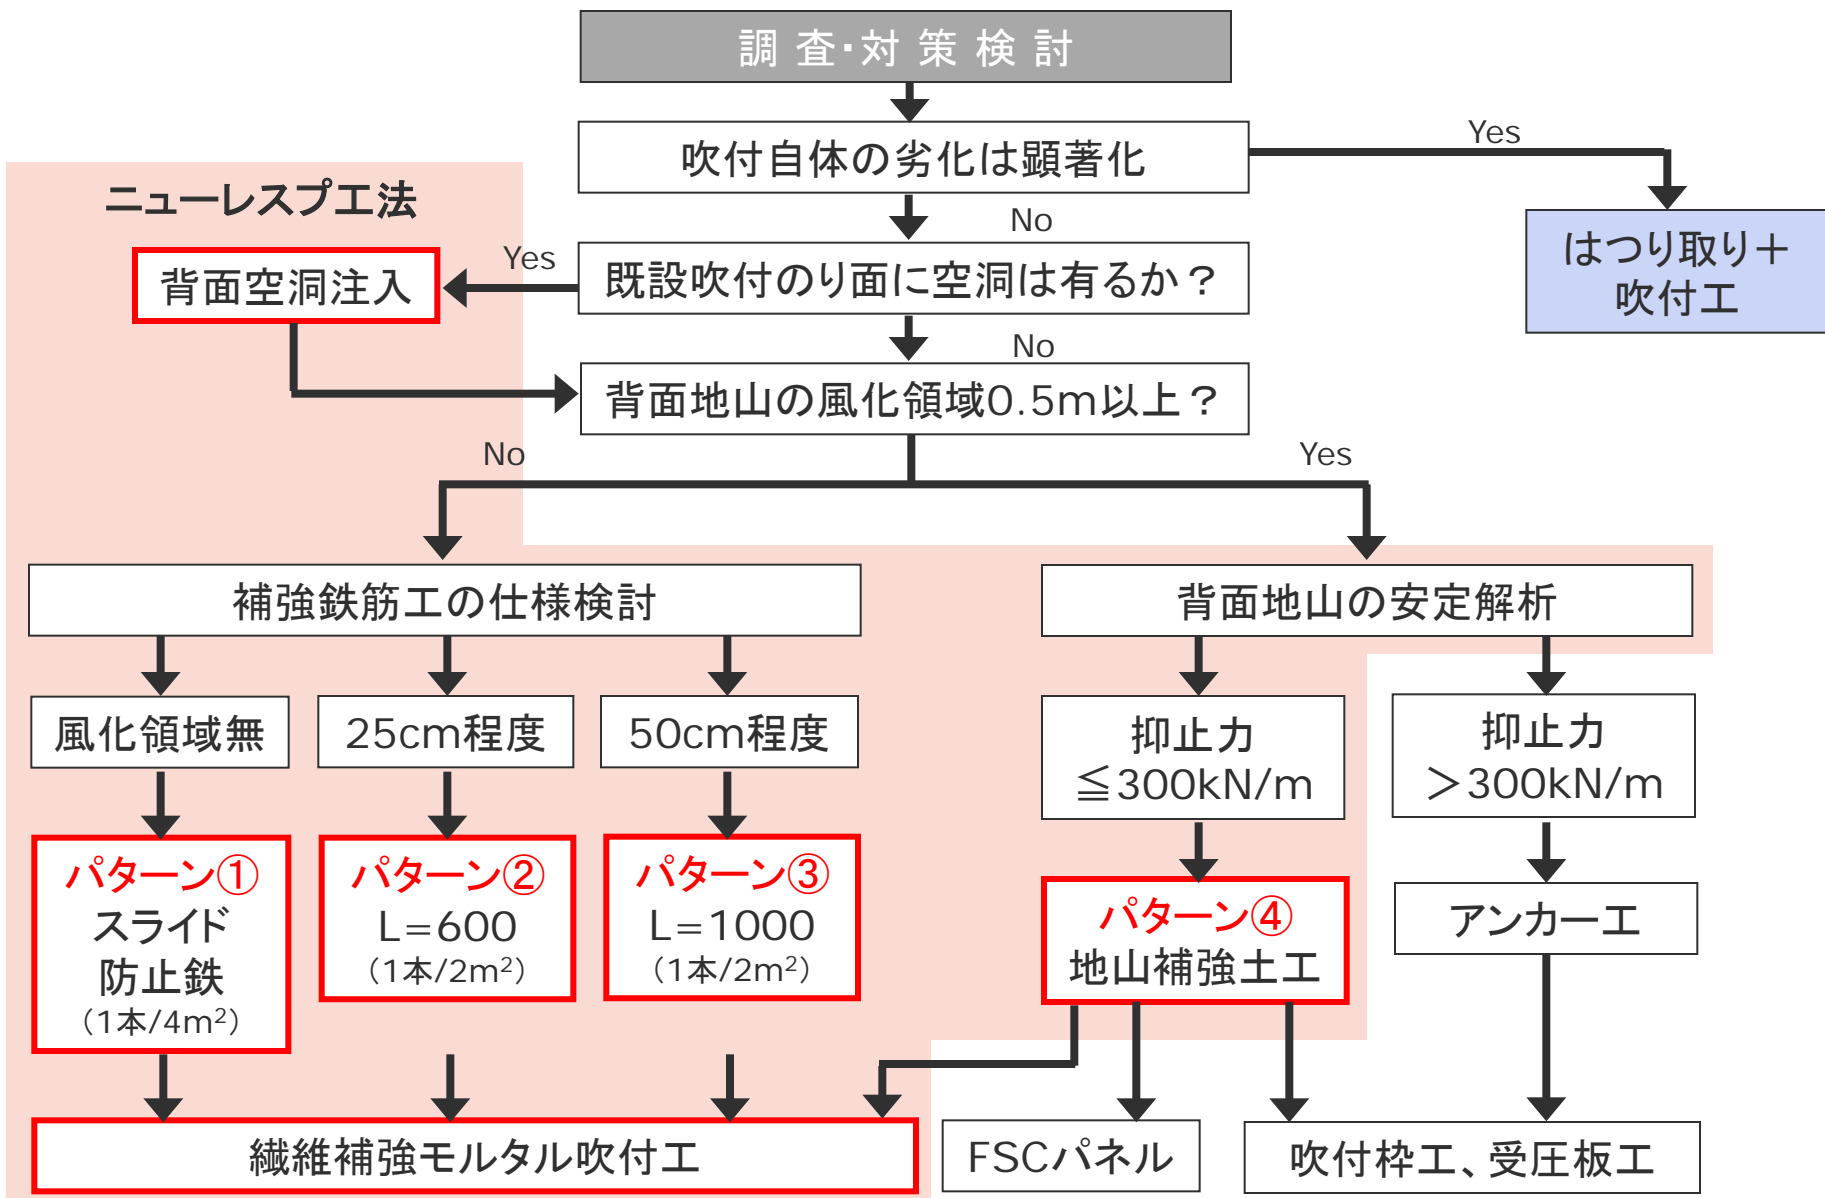 調査・対策検討
吹付自体の劣化は顕著化
Yes
No
ニューレスプ工法
はつり取り＋
吹付工
背面空洞注入
Yes
既設吹付のり面に空洞は有るか？
No
背面地山の風化領域0.5m以上？
No
Yes
補強鉄筋工の仕様検討
背面地山の安定解析
風化領域無
25cm程度
50cm程度
抑止力
≦300kN/m
抑止力
＞300kN/m
パターン①
スライド
防止鉄
（1本/4m²）
パターン②
L=600
（1本/2m²）
パターン③
L=1000
（1本/2m²）
パターン④
地山補強土工
アンカー工
繊維補強モルタル吹付工
FSCパネル
吹付枠工、受圧板工